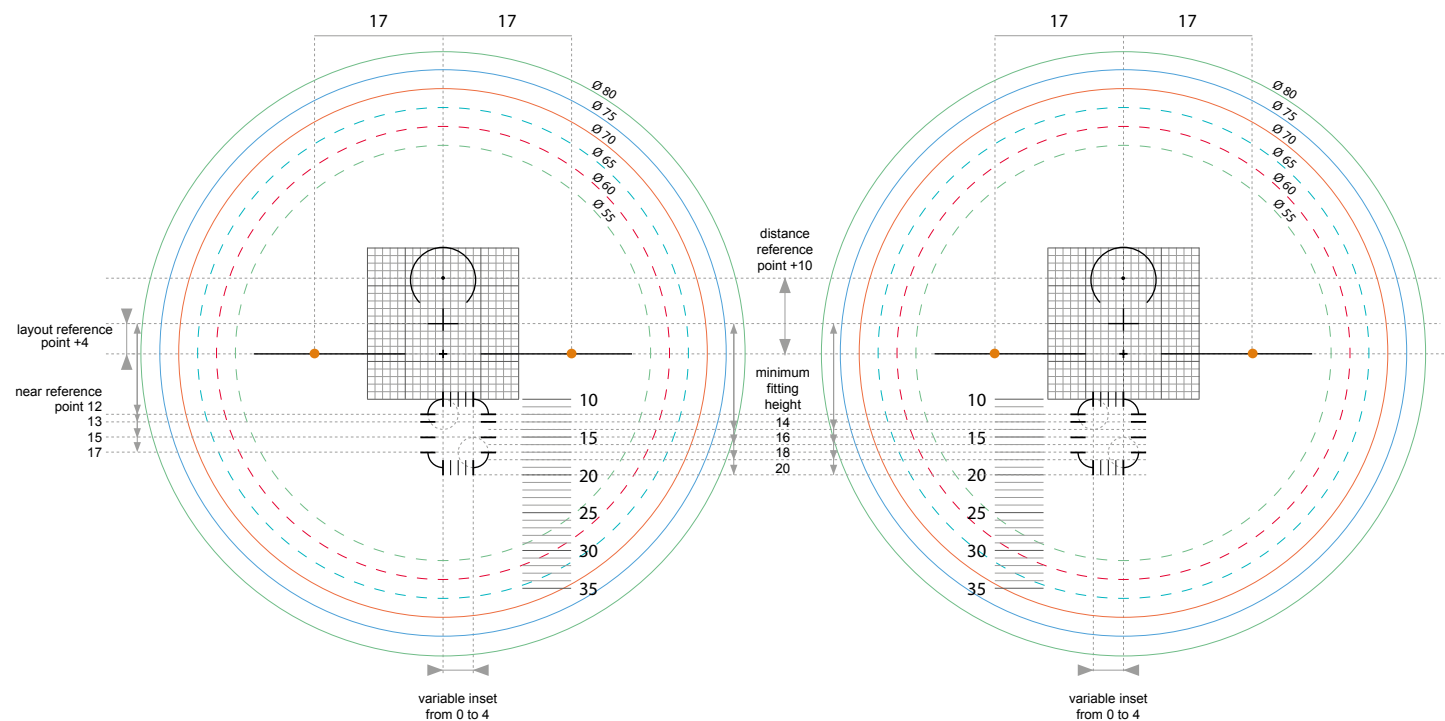 17 17
17 17
Ø 80
Ø 75
Ø 70
Ø 65
Ø 60
Ø 55
Ø 80
Ø 75
Ø 70
Ø 65
Ø 60
Ø 55
distance
reference
point +10
layout reference
point +4
near reference
point 12
13
15
17
10
15
20
25
30
35
minimum
fitting
height
14
16
18
20
10
15
20
25
30
35
variable inset
from 0 to 4
variable inset
from 0 to 4